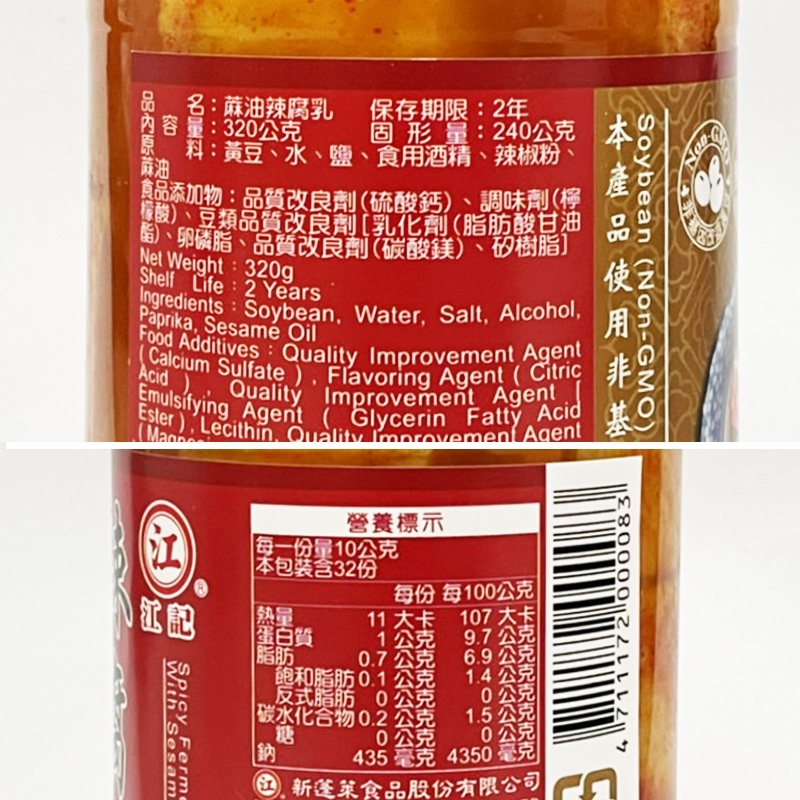 品　　名：蔴油辣腐乳　保存期限：2年
內 容 量：320公克　固 形 量：240公克
原　　料：黃豆、水、鹽、食用酒精、辣椒粉、
蔴油
食品添加物：品質改良劑(硫酸鈣)、調味劑(檸
檬酸)、豆類品質改良劑[乳化劑(脂肪酸甘油
酯)、卵磷脂、品質改良劑(碳酸鎂)、矽樹脂]
Net Weight：320g
Shelf Life：2 Years
Ingredients：Soybean, Water, Salt, Alcohol,
Paprika, Sesame Oil
Food Additives：Quality Improvement Agent
( Calcium Sulfate ) , Flavoring Agent ( Citric
Acid ) , Quality Improvement Agent [
Emulsifying Agent ( Glycerin Fatty Acid
Ester ) , Lecithin, Quality Improvement Agent
本產品使用非基
Soybean (Non-GMO)
Non-GMO
江
®
江記
Spicy Ferme
With Sesam
營養標示
每一份量10公克
本包裝含32份
每份 每100公克
熱量 11 大卡 107 大卡
蛋白質 1 公克 9.7 公克
脂肪 0.7 公克 6.9 公克
飽和脂肪 0.1 公克 1.4 公克
反式脂肪 0 公克 0 公克
碳水化合物 0.2 公克 1.5 公克
糖 0 公克 0 公克
鈉 435 毫克 4350 毫克
江 新蓬萊食品股份有限公司
4 711172 000083